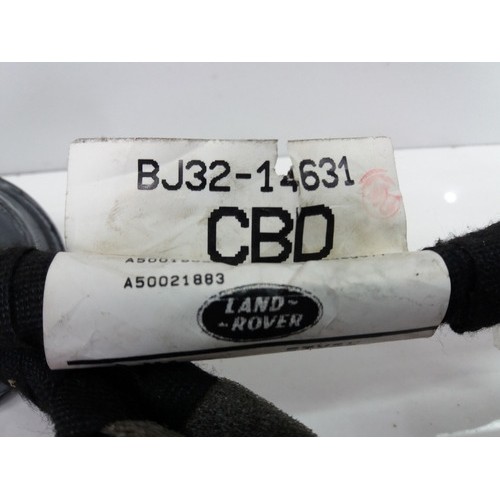 BJ32-14631
CBD
A50021883
LAND~
~ROVER